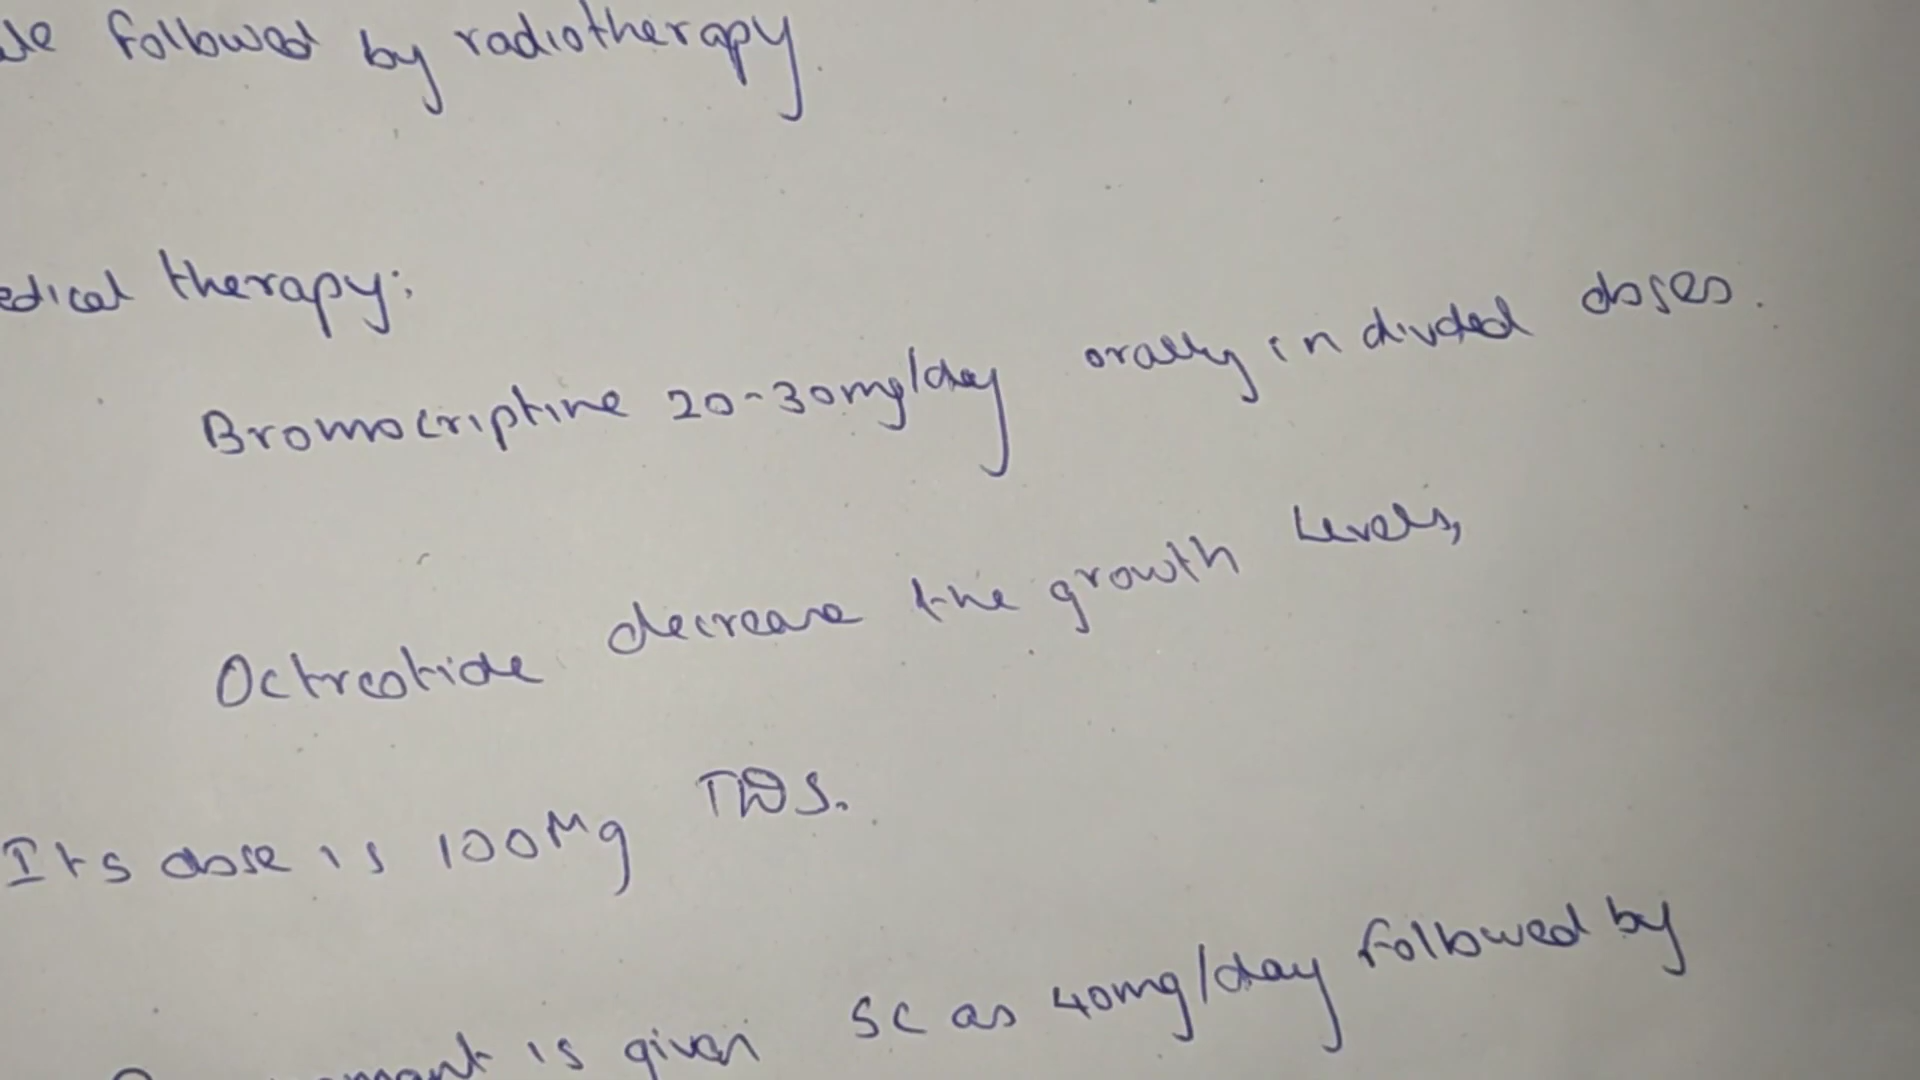 followed by radiotherapy.
edical therapy:
Bromocriptine 20-30mg/day orally in divided doses.
Octreotide decrease the growth Levels,
Its dose is 100Mg TDS.
is given SC as 40mg/day followed by